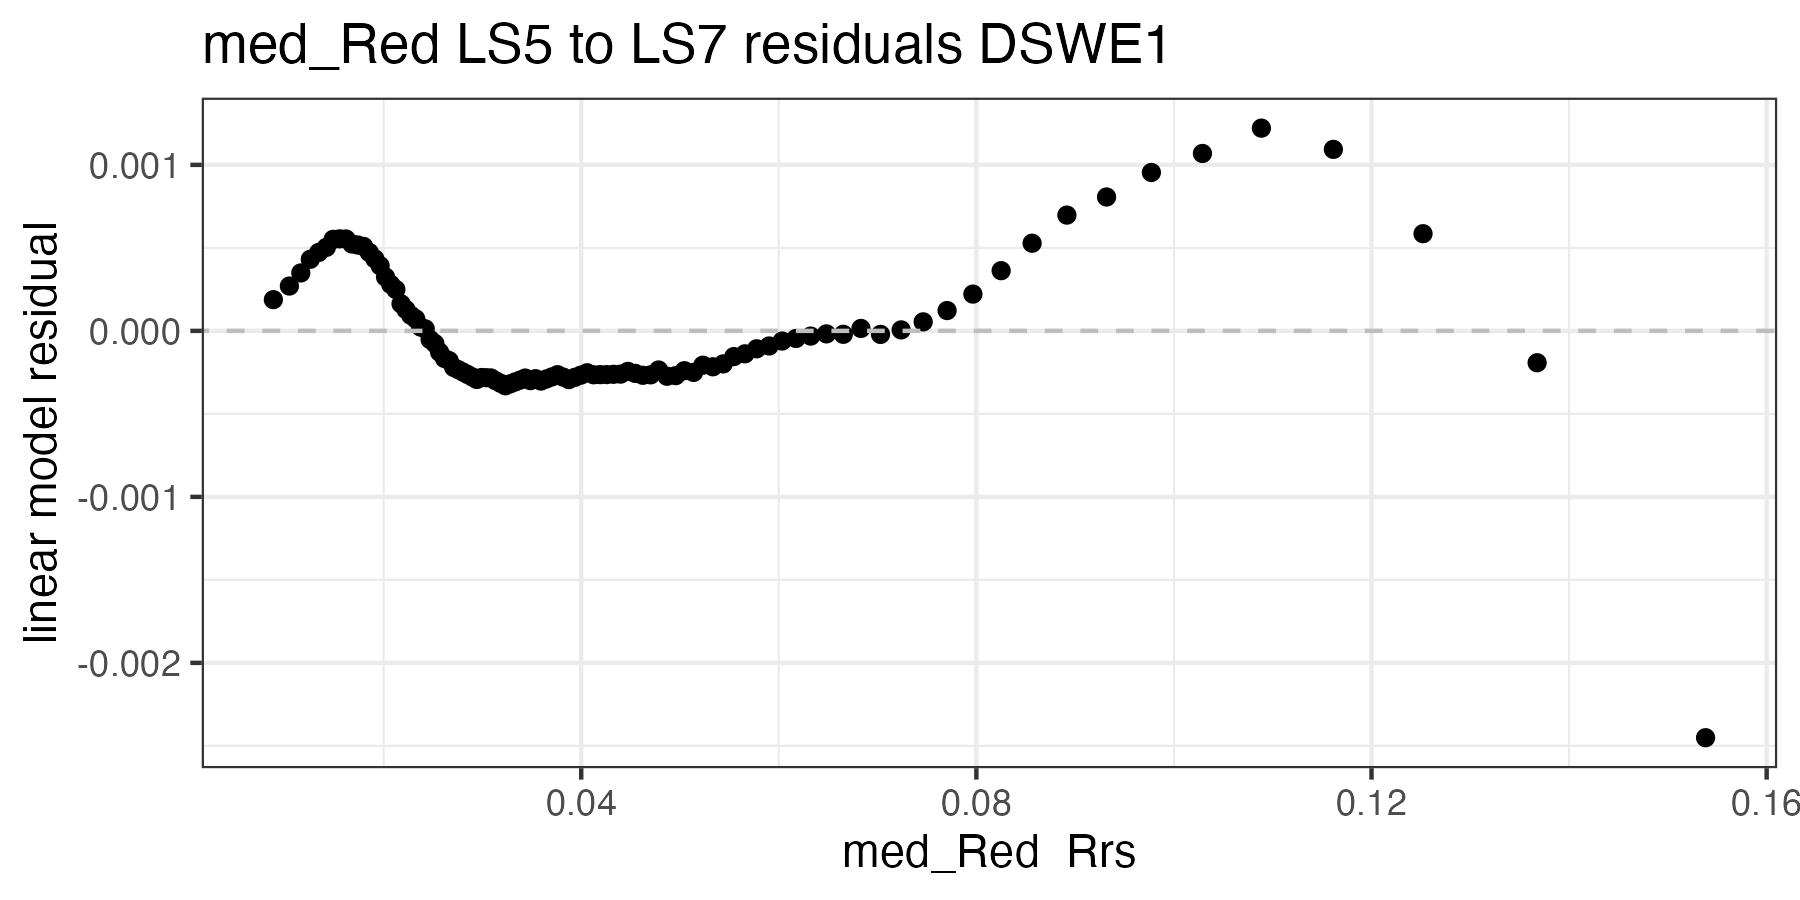 med_Red LS5 to LS7 residuals DSWE1
linear model residual
0.001
0.000
-0.001
-0.002
0.04 0.08 0.12 0.16
med_Red  Rrs